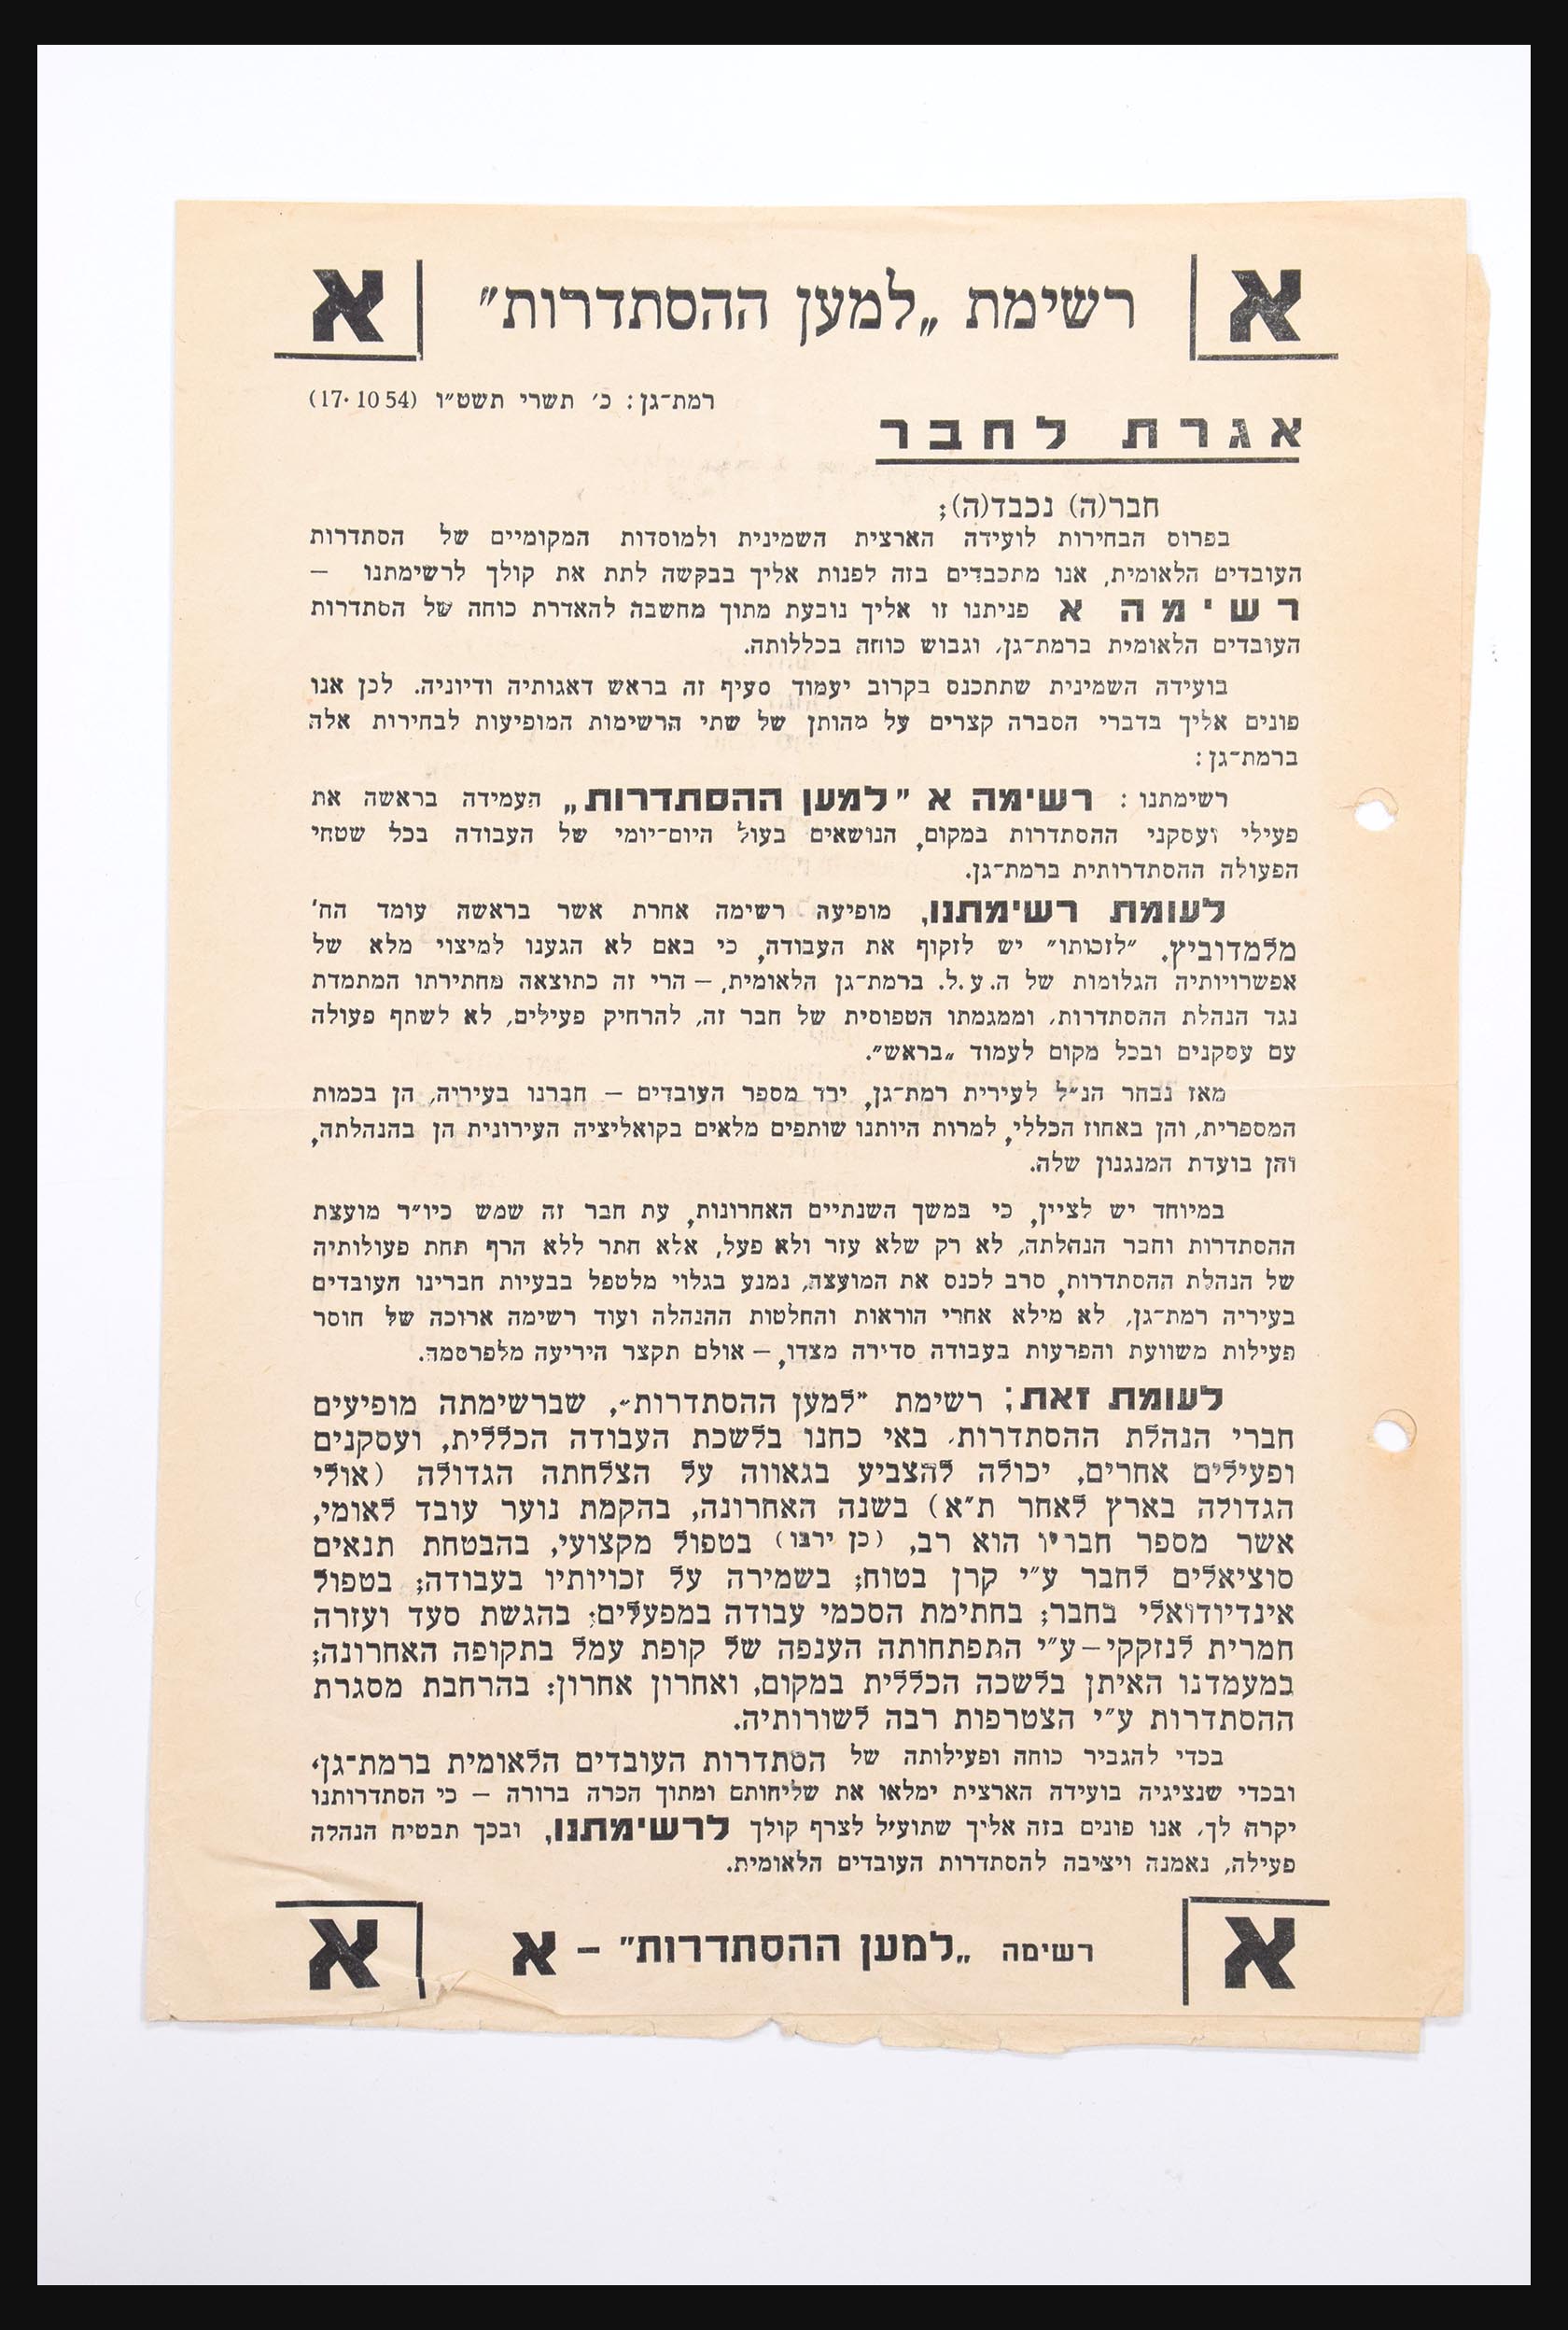 א רשימת „למען ההסתדרות״ א
רמת־גן: כ׳ תשרי תשט״ו (17.10.54)
אגרת לחבר
חבר(ה) נכבד(ה);
בפרוס הבחירות לועידה הארצית השמינית ולמוסדות המקומיים של הסתדרות
העובדים הלאומית, אנו מתכבדים בזה לפנות אליך בבקשה לתת את קולך לרשימתנו –
רשימה א פניתנו זו אליך נובעת מתוך מחשבה להאדרת כוחה של הסתדרות
העובדים הלאומית ברמת־גן, וגבוש כוחה בכללותה.
בועידה השמינית שתתכנס בקרוב יעמוד סעיף זה בראש דאגותיה ודיוניה. לכן אנו
פונים אליך בדברי הסברה קצרים על מהותן של שתי הרשימות המופיעות לבחירות אלה
ברמת־גן:
רשימתנו: רשימה א ״למען ההסתדרות„ העמידה בראשה את
פעילי ועסקני ההסתדרות במקום, הנושאים בעול היום־יומי של העבודה בכל שטחי
הפעולה ההסתדרותית ברמת־גן.
לעומת רשימתנו, מופיעה רשימה אחרת אשר בראשה עומד הח׳
מלמדוביץ. ״לזכותו״ יש לזקוף את העבודה, כי באם לא הגענו למיצוי מלא של
אפשרויותיה הגלומות של ה.ע.ל. ברמת־גן הלאומית, – הרי זה כתוצאה מחתירתו המתמדת
נגד הנהלת ההסתדרות, וממגמתו הטפוסית של חבר זה, להרחיק פעילים, לא לשתף פעולה
עם עסקנים ובכל מקום לעמוד „בראש״.
מאז נבחר הנ״ל לעירית רמת־גן, ירד מספר העובדים – חברנו בעיריה, הן בכמות
המספרית, והן באחוז הכללי, למרות היותנו שותפים מלאים בקואליציה העירונית הן בהנהלתה,
והן בועדת המנגנון שלה.
במיוחד יש לציין, כי במשך השנתיים האחרונות, עת חבר זה שמש כיו״ר מועצת
ההסתדרות וחבר הנהלתה, לא רק שלא עזר ולא פעל, אלא חתר ללא הרף תחת פעולותיה
של הנהלת ההסתדרות, סרב לכנס את המועצה, נמנע בגלוי מלטפל בבעיות חברינו העובדים
בעיריה רמת־גן, לא מילא אחרי הוראות והחלטות ההנהלה ועוד רשימה ארוכה של חוסר
פעילות משוועת והפרעות בעבודה סדירה מצדו, – אולם תקצר היריעה מלפרסמה.
לעומת זאת; רשימת ״למען ההסתדרות״, שברשימתה מופיעים
חברי הנהלת ההסתדרות, באי כחנו בלשכת העבודה הכללית, ועסקנים
ופעילים אחרים, יכולה להצביע בגאווה על הצלחתה הגדולה (אולי
הגדולה בארץ לאחר ת״א) בשנה האחרונה, בהקמת נוער עובד לאומי,
אשר מספר חבריו הוא רב, (כן ירבו) בטפול מקצועי, בהבטחת תנאים
סוציאלים לחבר ע״י קרן בטוח; בשמירה על זכויותיו בעבודה; בטפול
אינדיודואלי בחבר; בחתימת הסכמי עבודה במפעלים; בהגשת סעד ועזרה
חמרית לנזקקי – ע״י התפתחותה הענפה של קופת עמל בתקופה האחרונה;
במעמדנו האיתן בלשכה הכללית במקום, ואחרון אחרון: בהרחבת מסגרת
ההסתדרות ע״י הצטרפות רבה לשורותיה.
בכדי להגביר כוחה ופעילותה של הסתדרות העובדים הלאומית ברמת־גן,
ובכדי שנציגיה בועידה הארצית ימלאו את שליחותם ומתוך הכרה ברורה – כי הסתדרותנו
יקרה לך, אנו פונים בזה אליך שתועיל לצרף קולך לרשימתנו, ובכך תבטיח הנהלה
פעילה, נאמנה ויציבה להסתדרות העובדים הלאומית.
א רשימה „למען ההסתדרות״ – א א